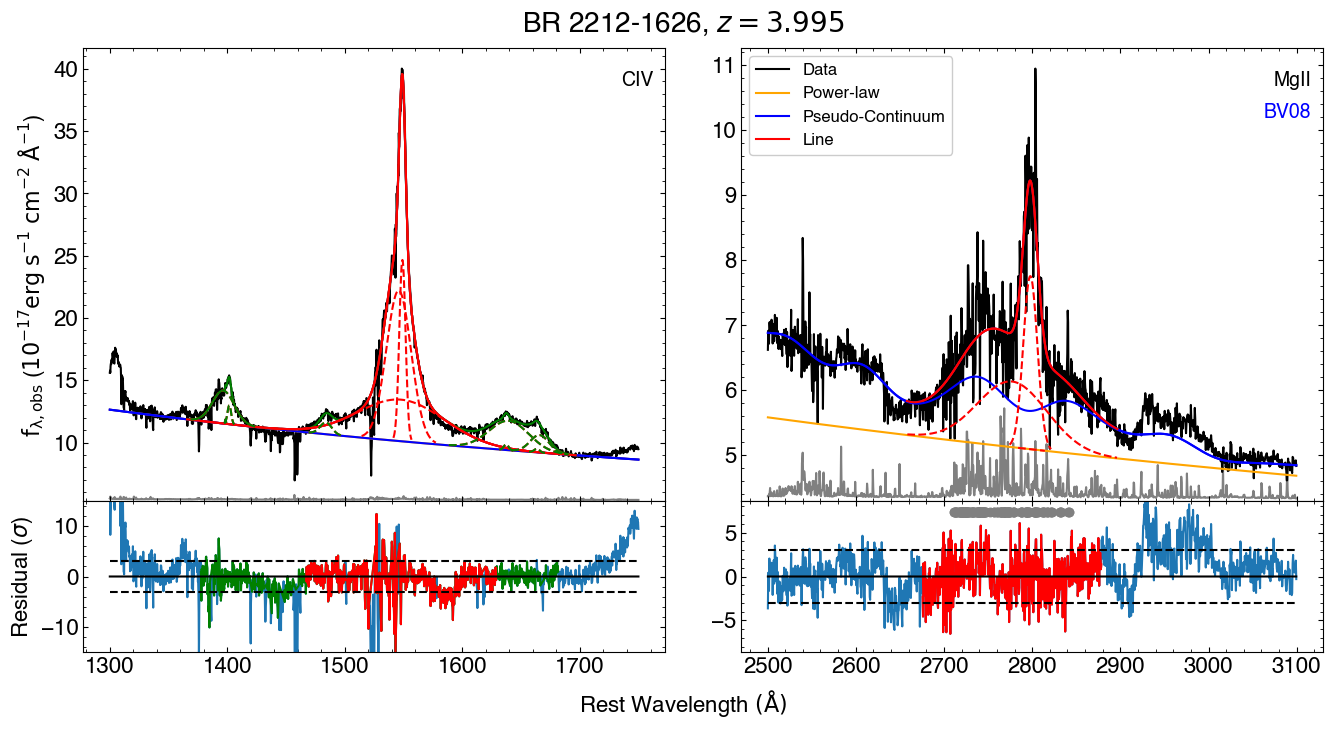 BR 2212-1626, z = 3.995
CIV
40
35
30
25
20
15
10
f_λ,obs (10⁻¹⁷erg s⁻¹ cm⁻² Å⁻¹)
10
0
−10
Residual (σ)
1300 1400 1500 1600 1700
Data
Power-law
Pseudo-Continuum
Line
MgII
BV08
11
10
9
8
7
6
5
5
0
−5
2500 2600 2700 2800 2900 3000 3100
Rest Wavelength (Å)